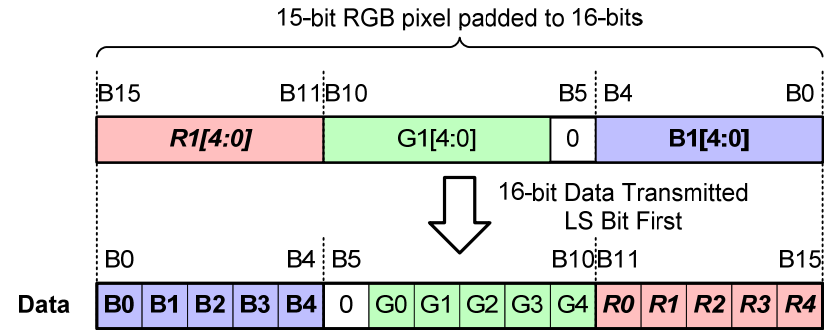 15-bit RGB pixel padded to 16-bits
B15 B11 B10 B5 B4 B0
R1[4:0] G1[4:0] 0 B1[4:0]
16-bit Data Transmitted
LS Bit First
B0 B4 B5 B10 B11 B15
Data B0 B1 B2 B3 B4 0 G0 G1 G2 G3 G4 R0 R1 R2 R3 R4